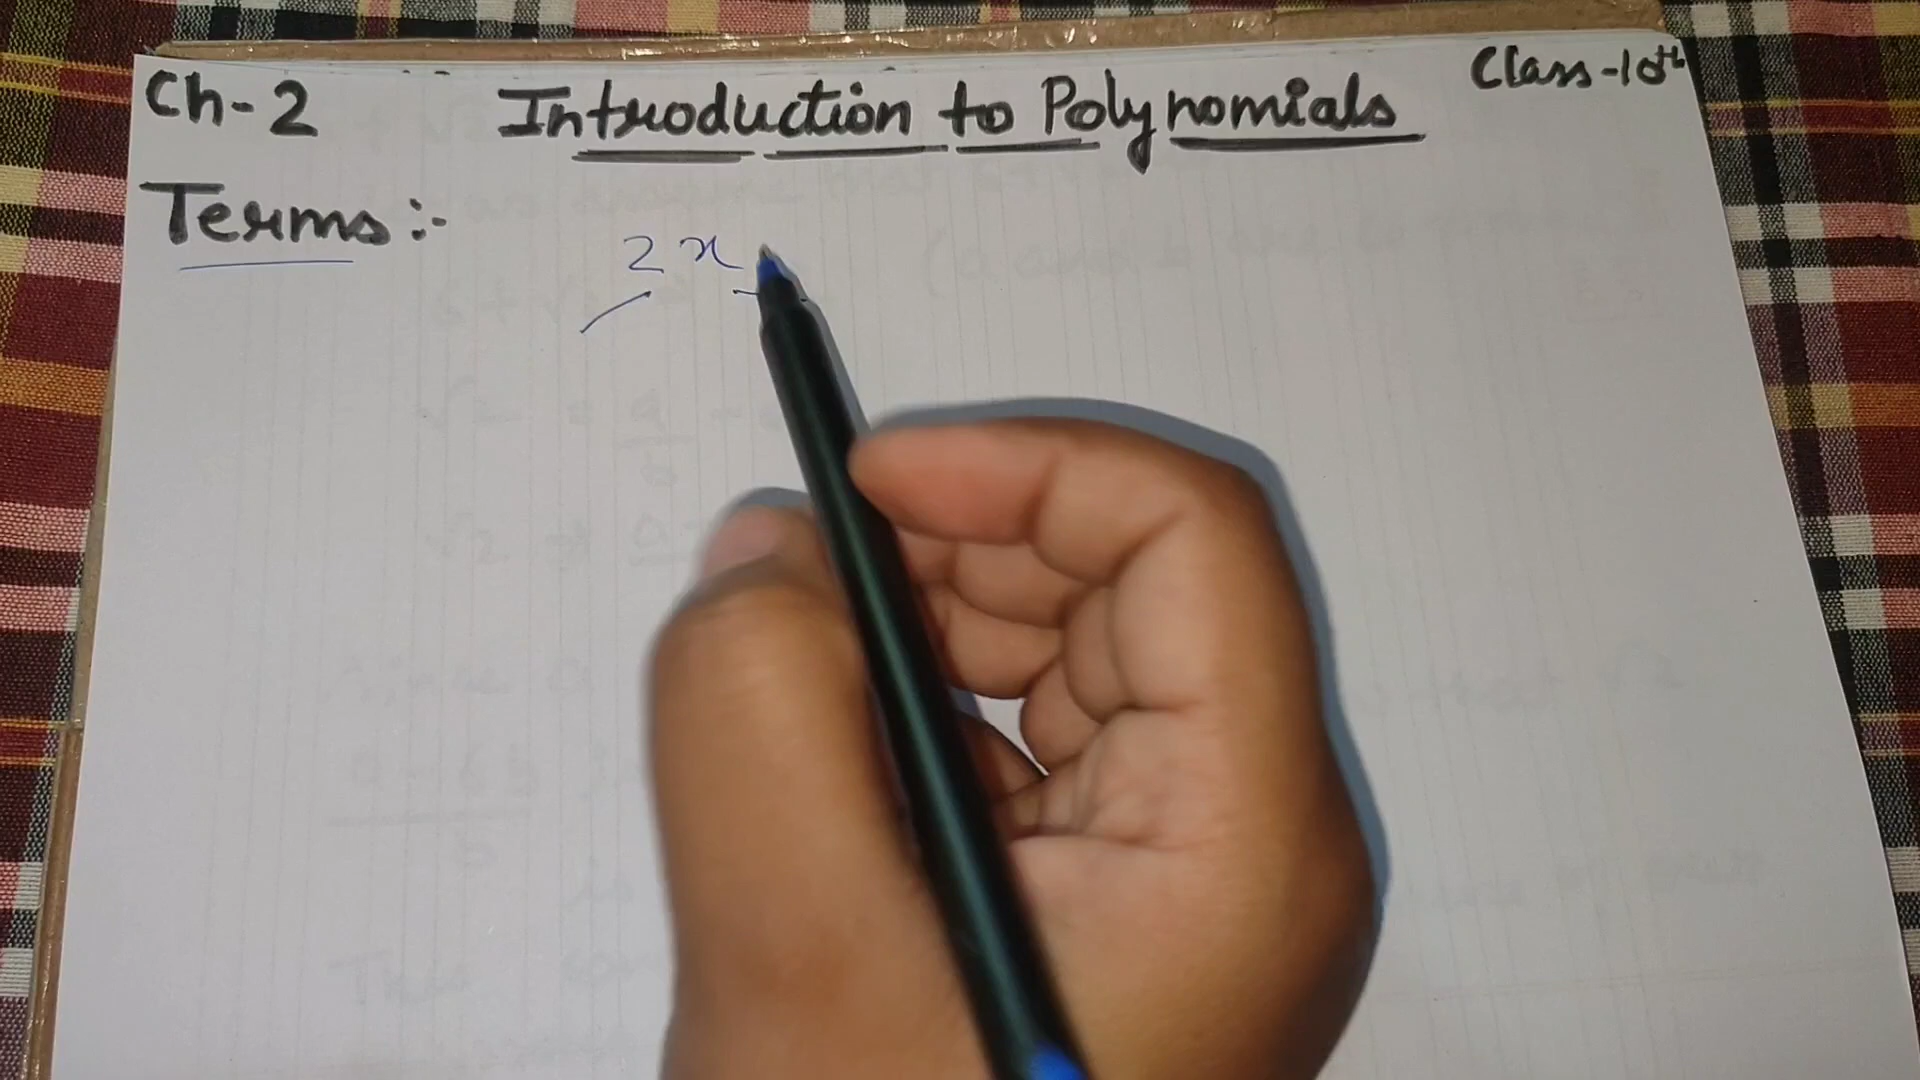 Ch-2 Introduction to Polynomials Class-10th
Terms :-
2x